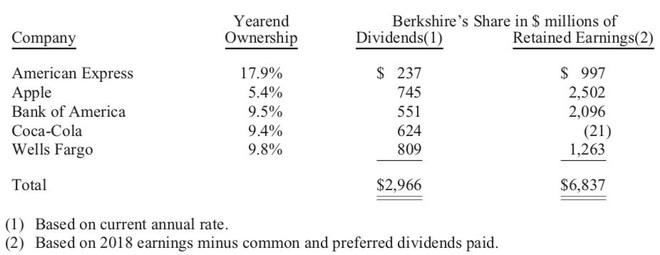 Yearend Berkshire's Share in $ millions of
Company Ownership Dividends(1) Retained Earnings(2)
American Express 17.9% $ 237 $ 997
Apple 5.4% 745 2,502
Bank of America 9.5% 551 2,096
Coca-Cola 9.4% 624 (21)
Wells Fargo 9.8% 809 1,263
Total $2,966 $6,837
(1) Based on current annual rate.
(2) Based on 2018 earnings minus common and preferred dividends paid.